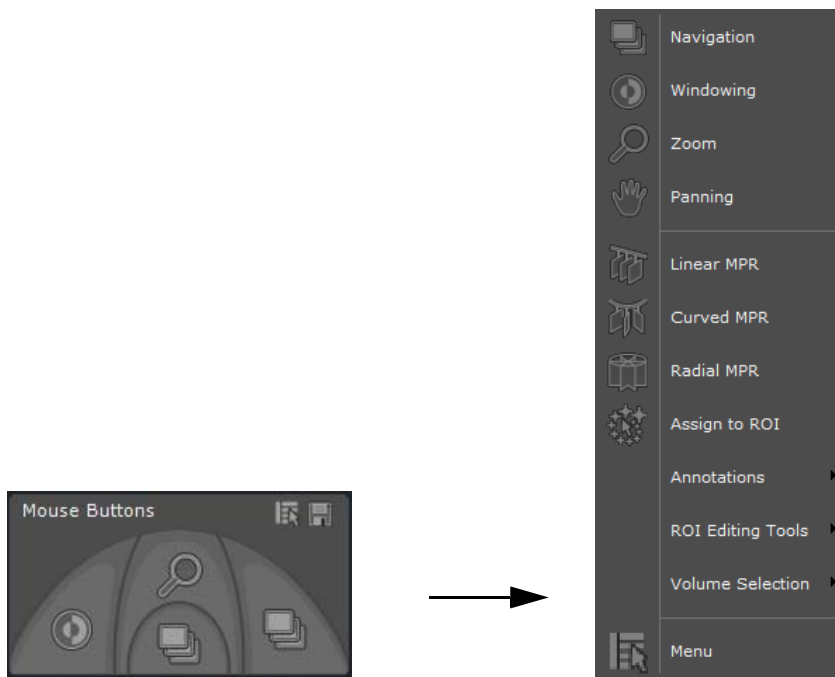 Mouse Buttons
Navigation
Windowing
Zoom
Panning
Linear MPR
Curved MPR
Radial MPR
Assign to ROI
Annotations
ROI Editing Tools
Volume Selection
Menu